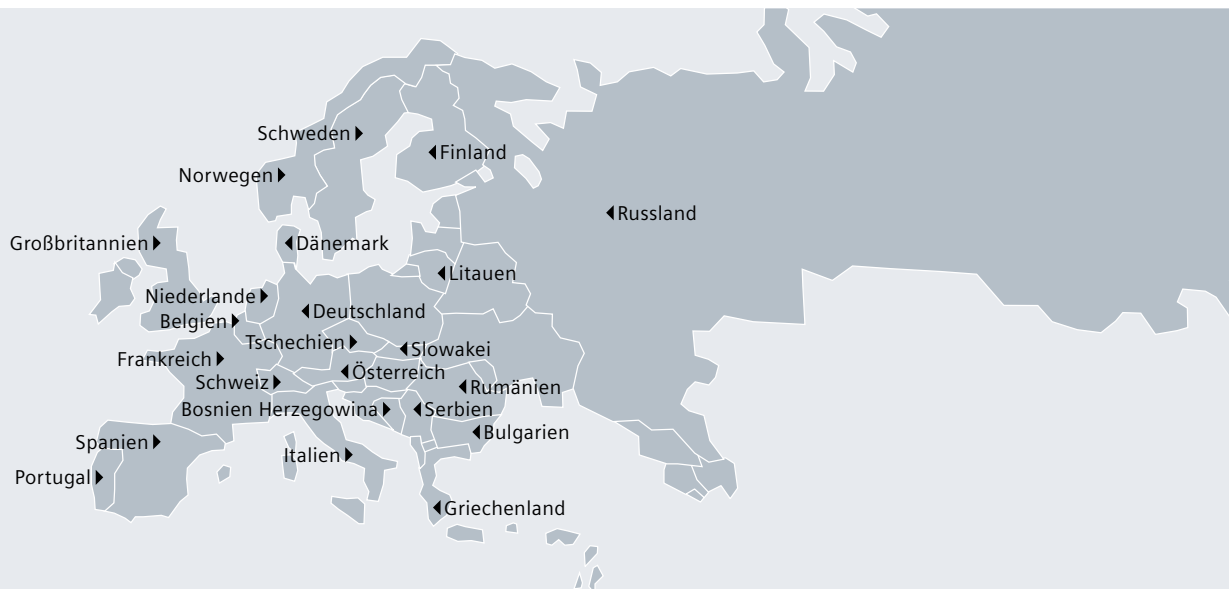 Schweden
Finland
Norwegen
Russland
Großbritannien
Dänemark
Litauen
Niederlande
Deutschland
Belgien
Tschechien
Slowakei
Frankreich
Österreich
Schweiz
Rumänien
Bosnien Herzegowina
Serbien
Bulgarien
Spanien
Italien
Portugal
Griechenland